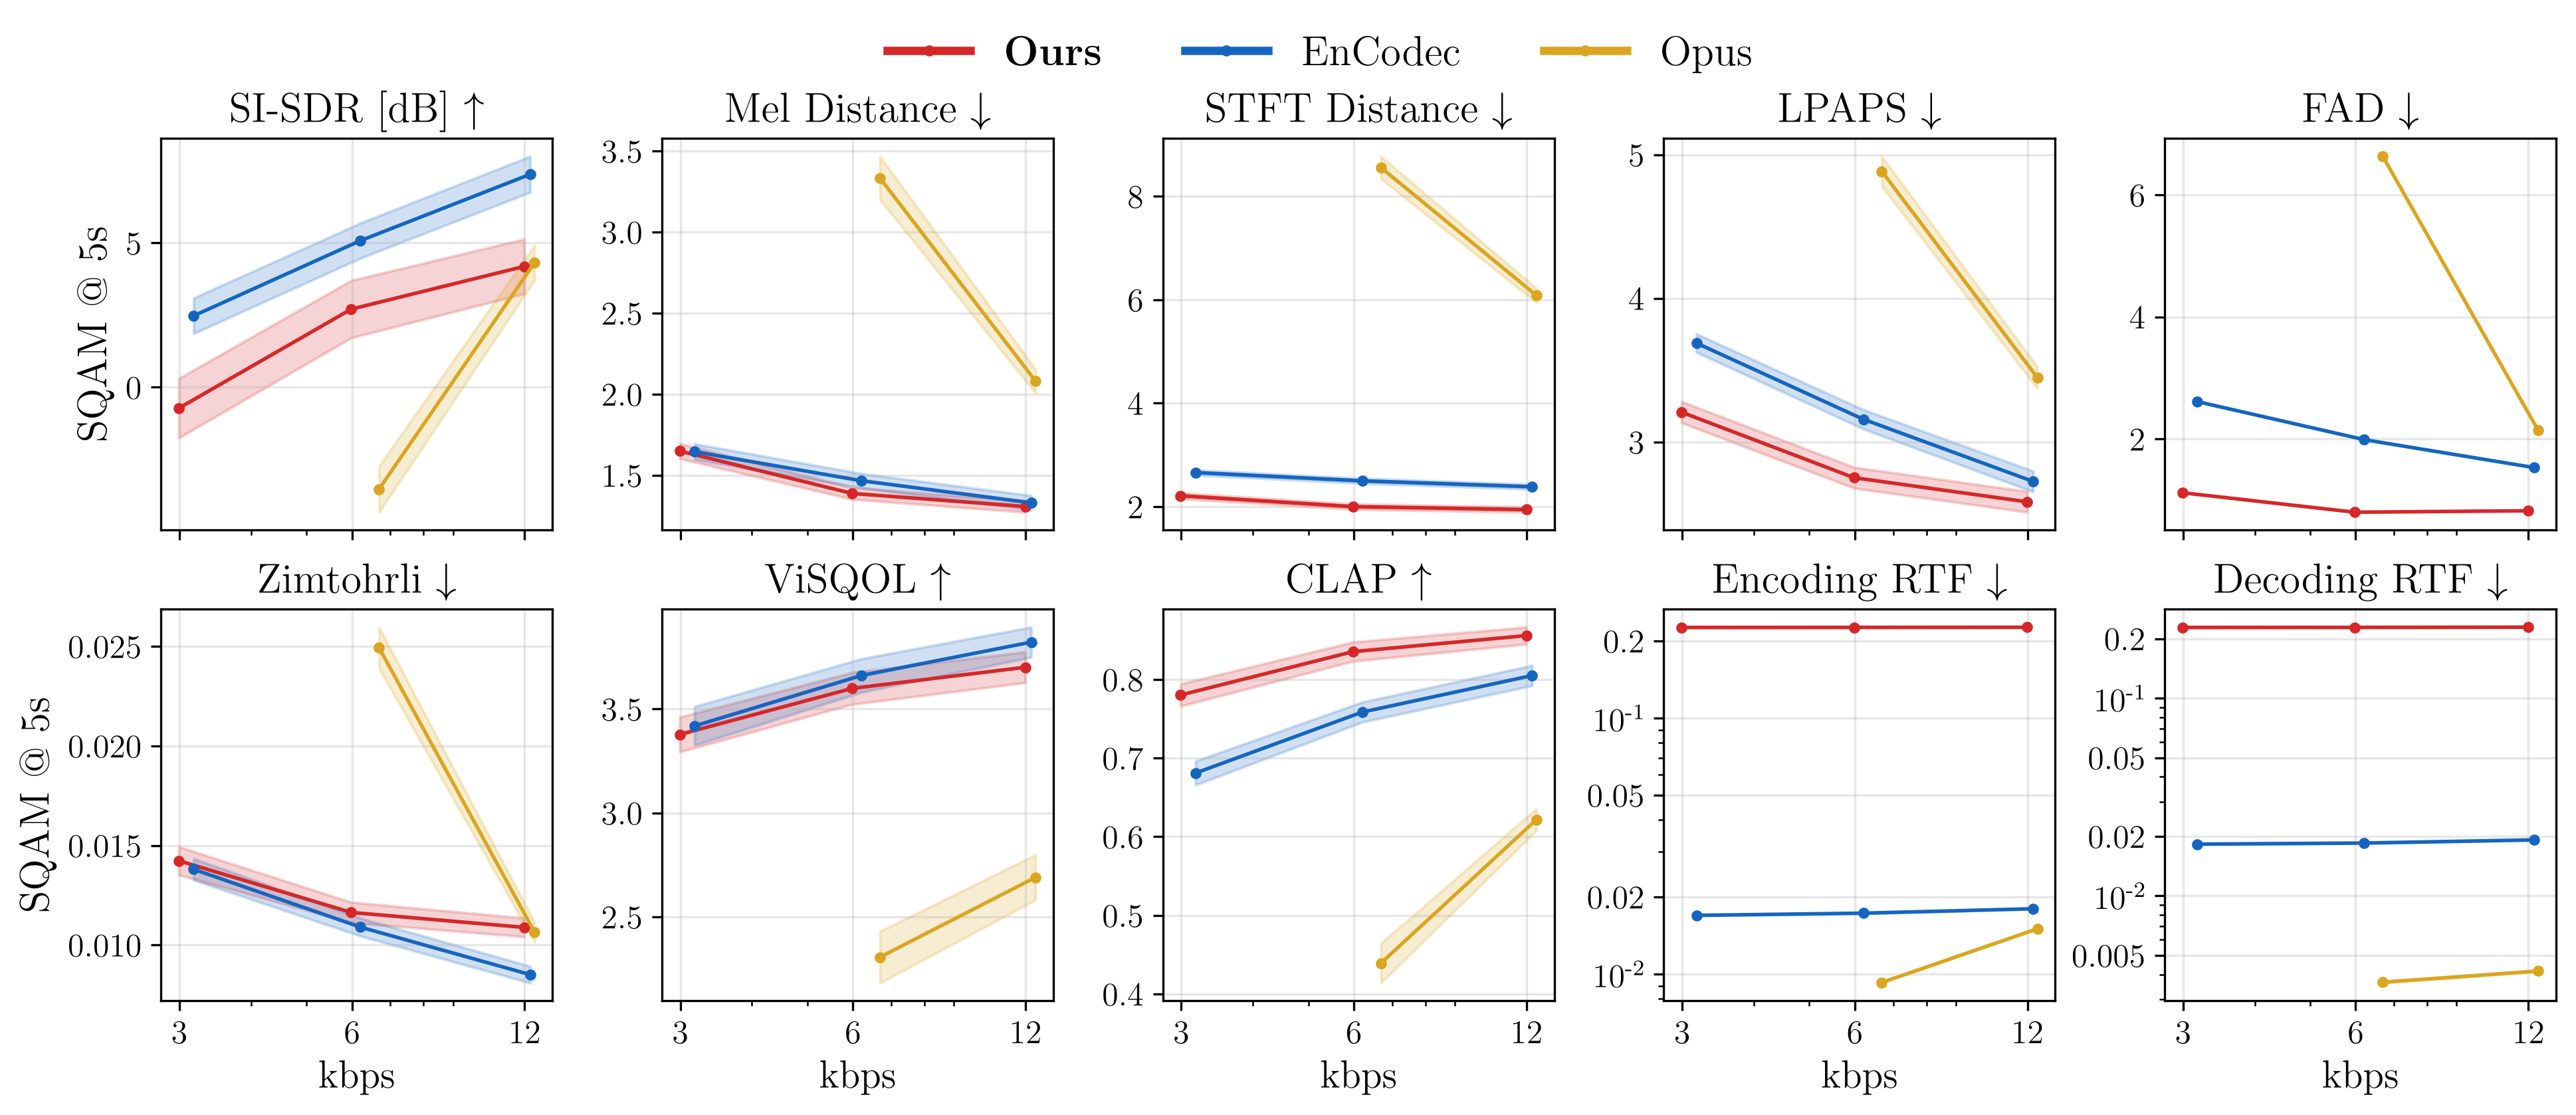 Ours EnCodec Opus
SI-SDR [dB] ↑ Mel Distance ↓ STFT Distance ↓ LPAPS ↓ FAD ↓
SQAM @ 5s
5
0
3.5
3.0
2.5
2.0
1.5
8
6
4
2
5
4
3
6
4
2
Zimtohrli ↓ ViSQOL ↑ CLAP ↑ Encoding RTF ↓ Decoding RTF ↓
SQAM @ 5s
0.025
0.020
0.015
0.010
3 6 12
kbps
3.5
3.0
2.5
3 6 12
kbps
0.8
0.7
0.6
0.5
0.4
3 6 12
kbps
0.2
10⁻¹
0.05
0.02
10⁻²
3 6 12
kbps
0.2
10⁻¹
0.05
0.02
10⁻²
0.005
3 6 12
kbps